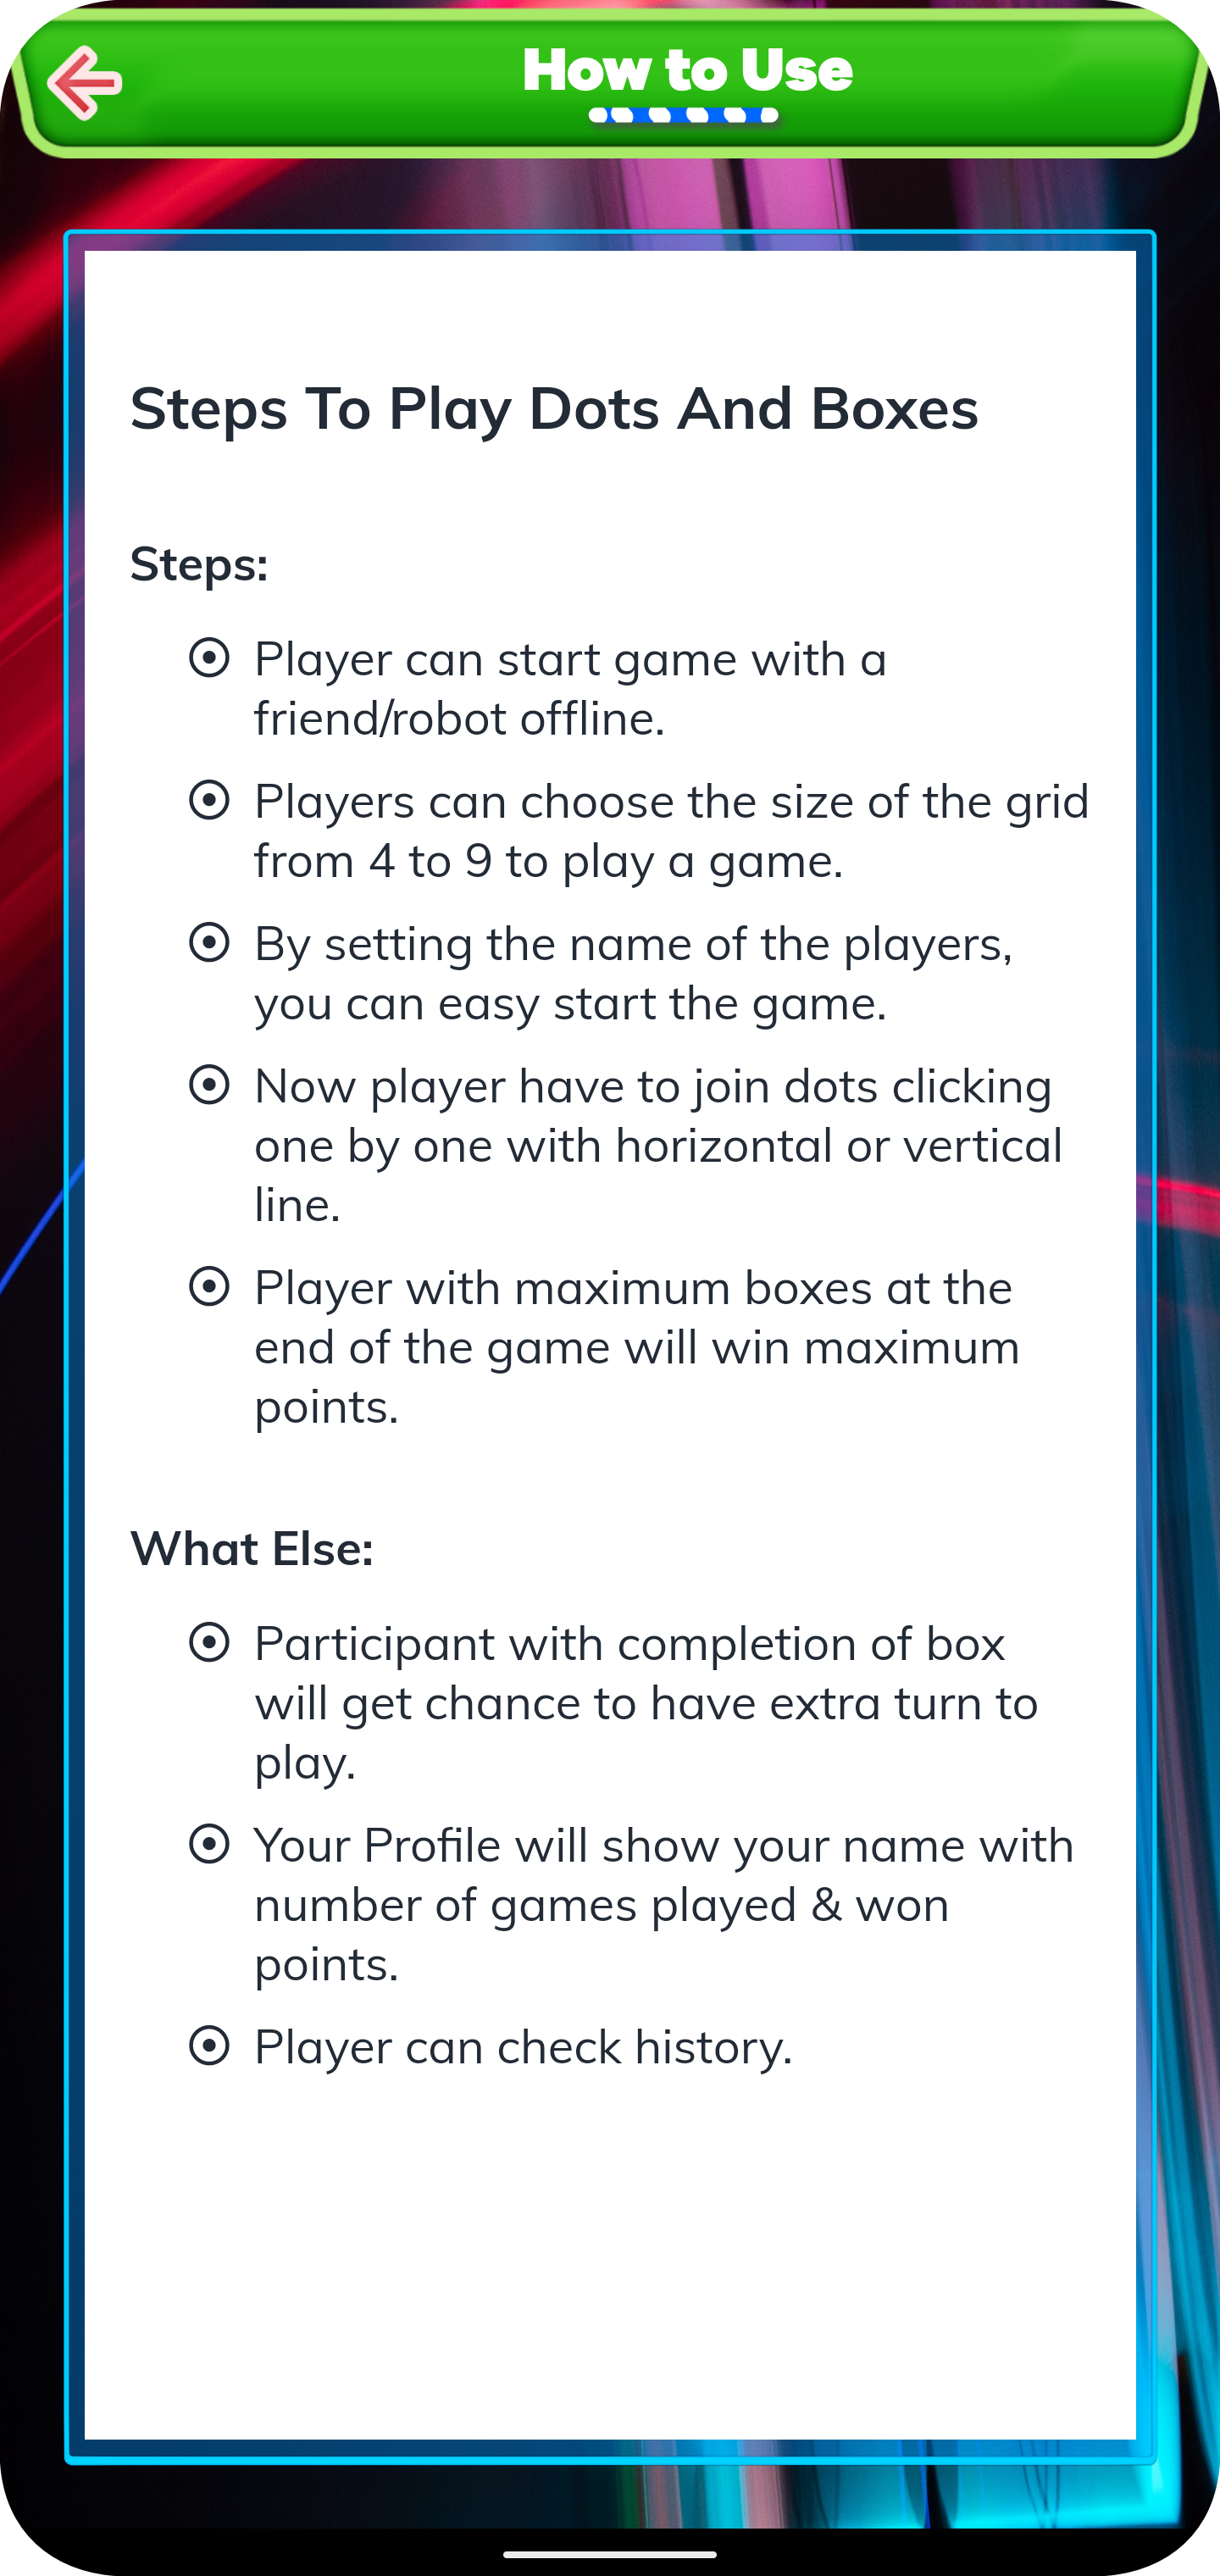 How to Use
Steps To Play Dots And Boxes
Steps:
Player can start game with a
friend/robot offline.
Players can choose the size of the grid
from 4 to 9 to play a game.
By setting the name of the players,
you can easy start the game.
Now player have to join dots clicking
one by one with horizontal or vertical
line.
Player with maximum boxes at the
end of the game will win maximum
points.
What Else:
Participant with completion of box
will get chance to have extra turn to
play.
Your Profile will show your name with
number of games played & won
points.
Player can check history.